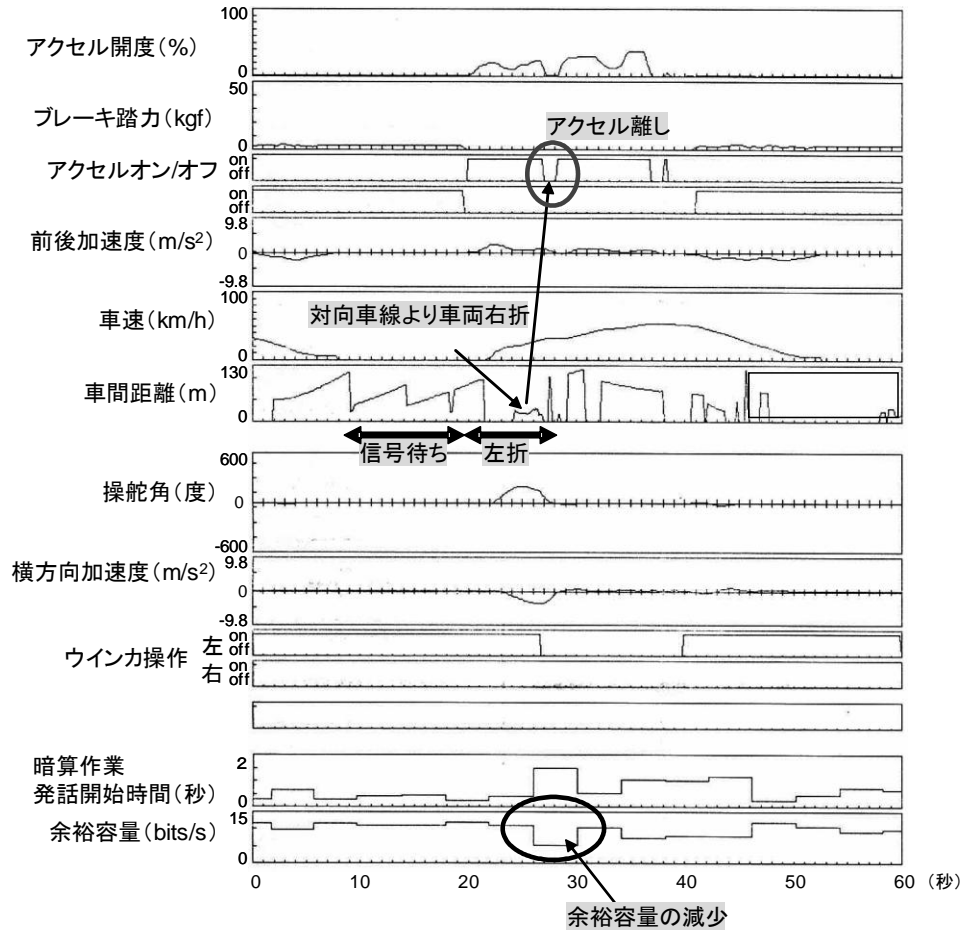 100
アクセル開度(%)
0
50
ブレーキ踏力(kgf)
アクセル離し
0
アクセルオン/オフ on
off
on
off
9.8
前後加速度(m/s²)
0
-9.8
100
車速(km/h)
対向車線より車両右折
0
130
車間距離(m)
0
信号待ち 左折
600
操舵角(度)
0
-600
9.8
横方向加速度(m/s²)
0
-9.8
ウインカ操作 左 on
off
右 on
off
暗算作業 2
発話開始時間(秒) 0
余裕容量(bits/s) 15
0
0 10 20 30 40 50 60 (秒)
余裕容量の減少